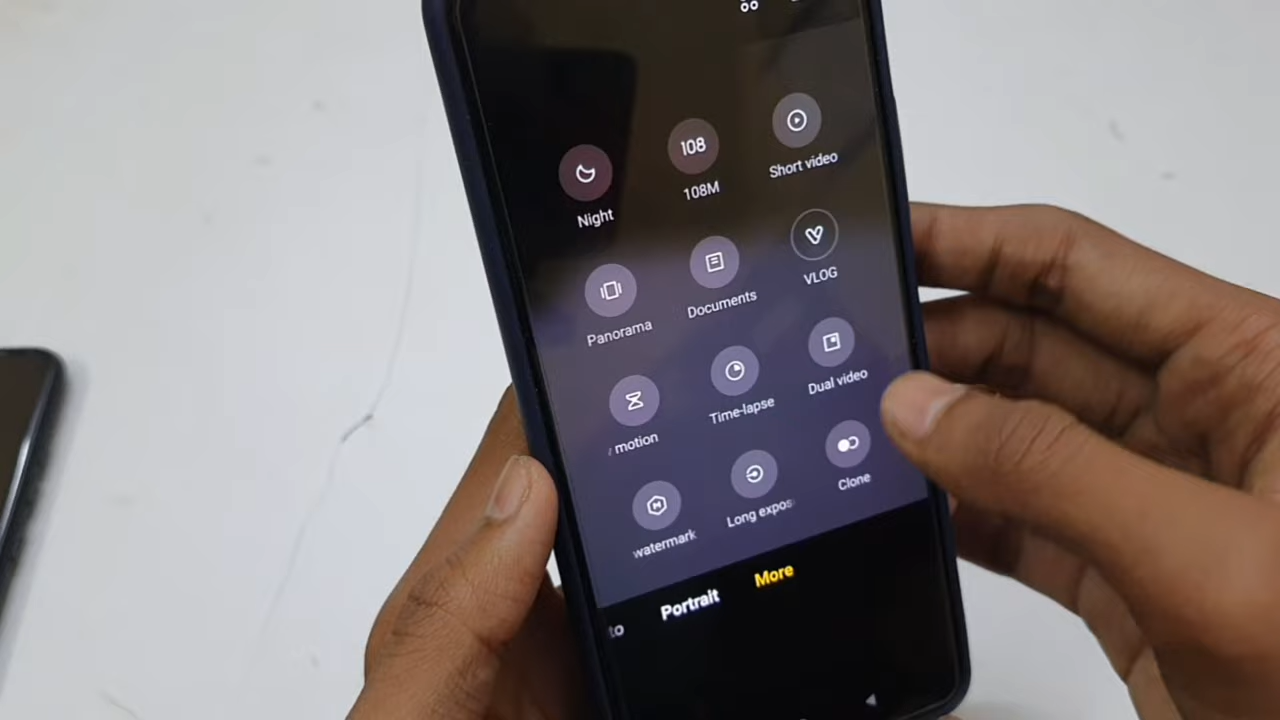 108
Night
108M
Short video
Panorama
Documents
VLOG
motion
Time-lapse
Dual video
watermark
Long expos
Clone
to
Portrait
More